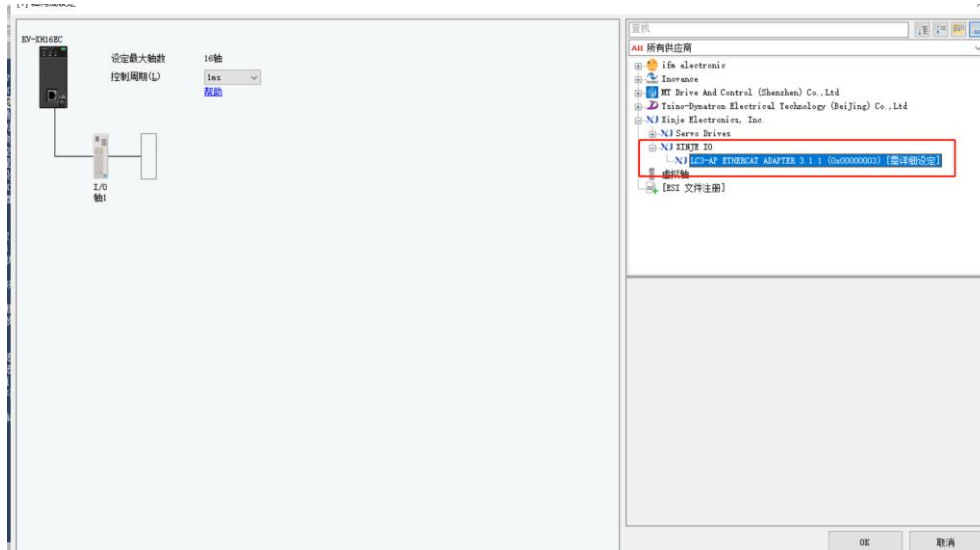 KV-XH16EC
设定最大轴数 16轴
控制周期(L) 1ms
帮助
I/O
轴1
查找
All 所有供应商
ifm electronic
Inovance
MT Drive And Control (Shenzhen) Co.,Ltd
Tsino-Dynatron Electrical Technology (BeiJing) Co.,Ltd
XJ Xinje Electronics, Inc.
XJ Servo Drives
XJ XINJE IO
XJ LC3-AP ETHERCAT ADAPTER 3.1.1 (0x00000003) [需详细设定]
虚拟轴
[ESI 文件注册]
OK 取消